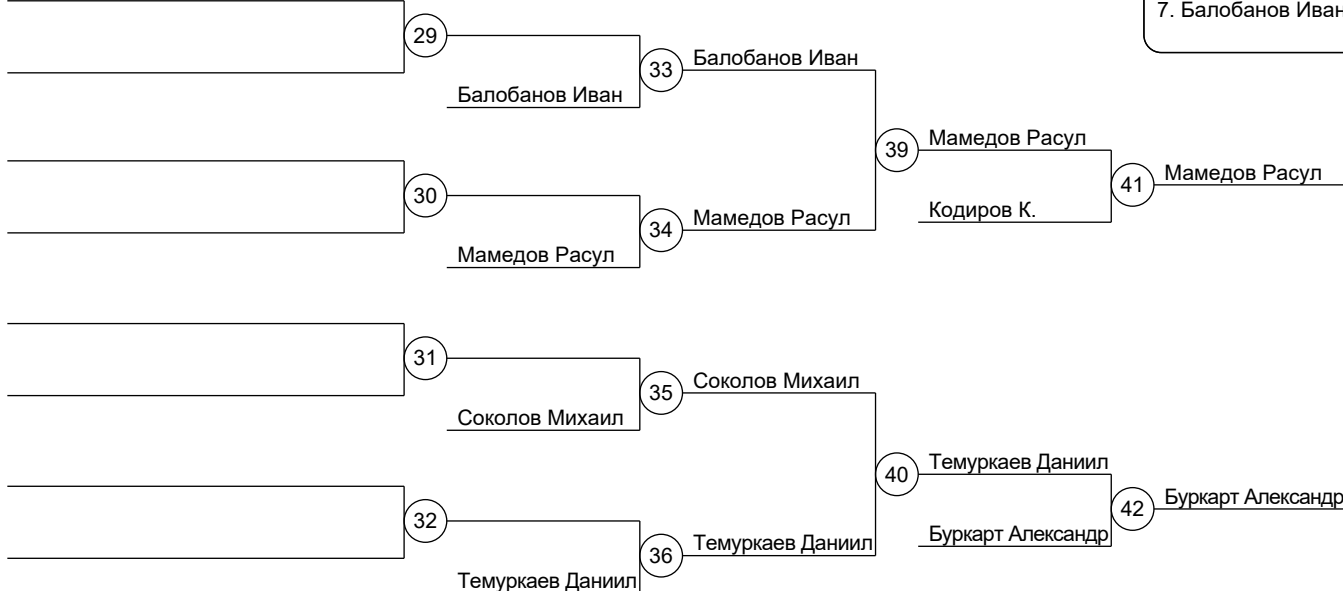 7. Балобанов Иван
29
33
Балобанов Иван
Балобанов Иван
39
Мамедов Расул
30
41
Мамедов Расул
Кодиров К.
34
Мамедов Расул
Мамедов Расул
31
35
Соколов Михаил
Соколов Михаил
40
Темуркаев Даниил
32
42
Буркарт Александр
Буркарт Александр
36
Темуркаев Даниил
Темуркаев Даниил